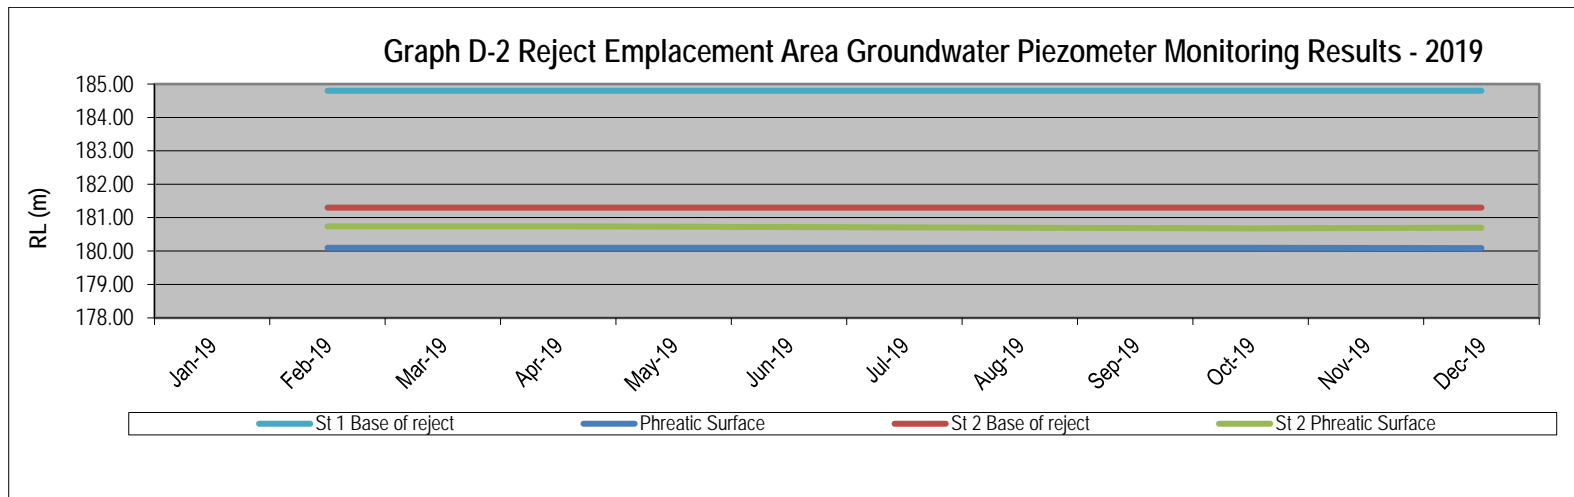 Graph D-2 Reject Emplacement Area Groundwater Piezometer Monitoring Results - 2019
RL (m)
185.00
184.00
183.00
182.00
181.00
180.00
179.00
178.00
Jan-19 Feb-19 Mar-19 Apr-19 May-19 Jun-19 Jul-19 Aug-19 Sep-19 Oct-19 Nov-19 Dec-19
St 1 Base of reject Phreatic Surface St 2 Base of reject St 2 Phreatic Surface